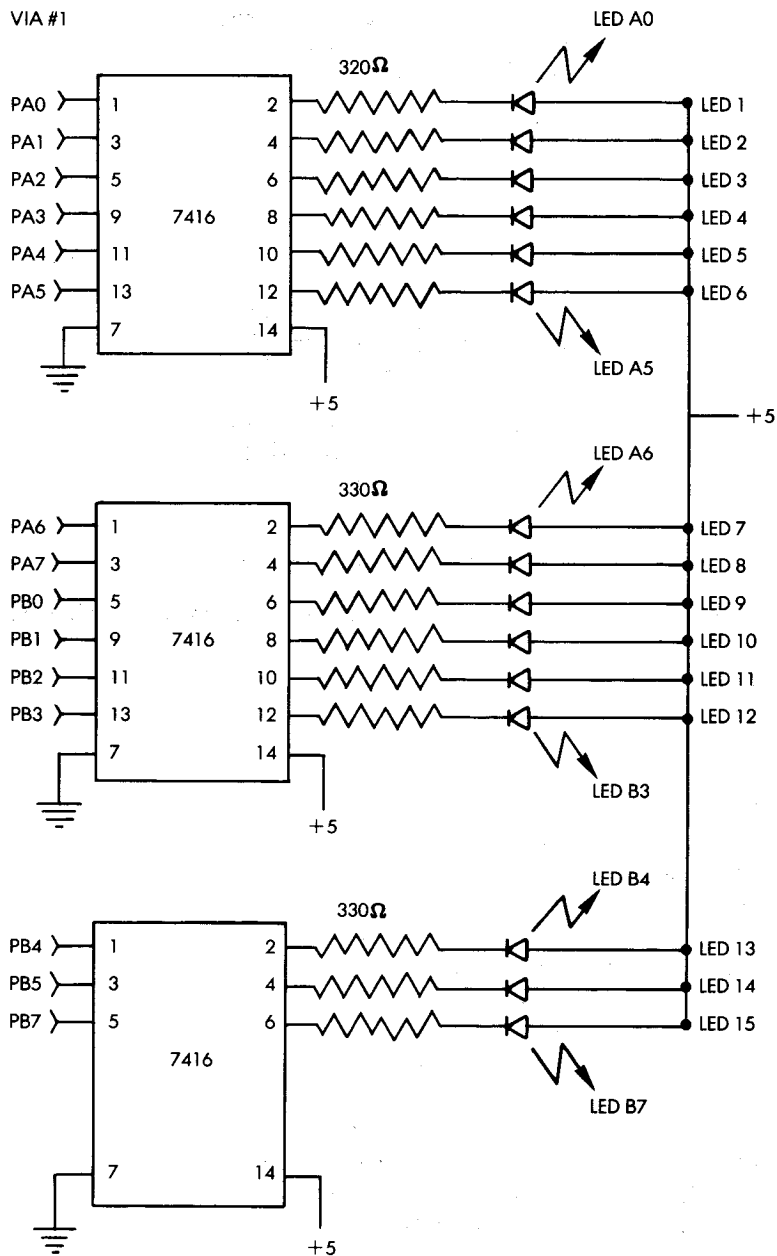 VIA #1
LED A0
320Ω
PA0 1 2 LED 1
PA1 3 4 LED 2
PA2 5 6 LED 3
PA3 9 7416 8 LED 4
PA4 11 10 LED 5
PA5 13 12 LED 6
7 14
LED A5
+5
+5
LED A6
330Ω
PA6 1 2 LED 7
PA7 3 4 LED 8
PB0 5 6 LED 9
PB1 9 7416 8 LED 10
PB2 11 10 LED 11
PB3 13 12 LED 12
7 14
LED B3
+5
LED B4
330Ω
PB4 1 2 LED 13
PB5 3 4 LED 14
PB7 5 6 LED 15
7416
LED B7
7 14
+5